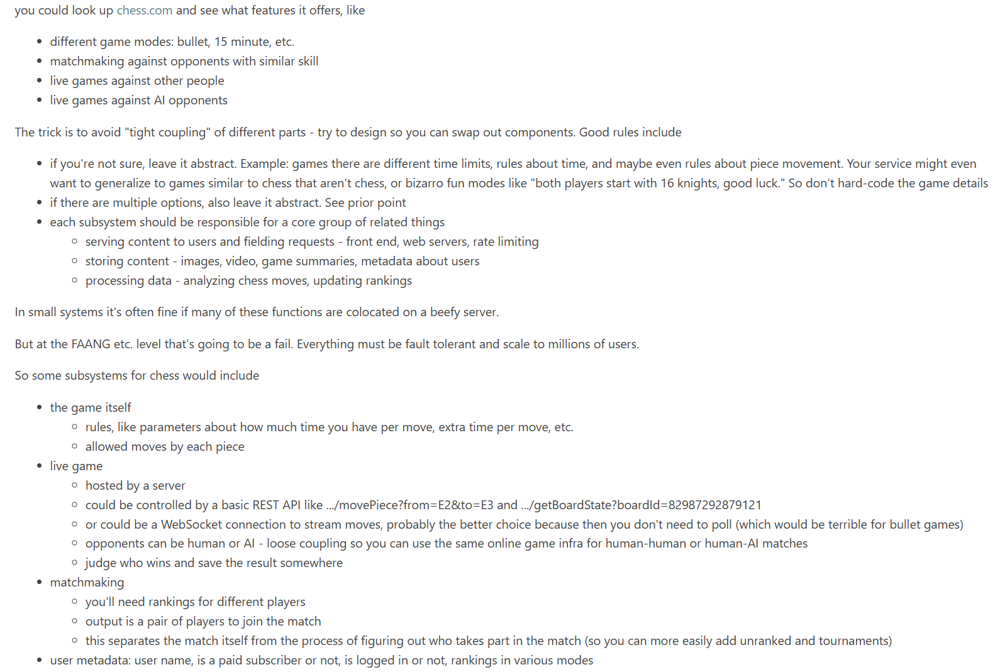 you could look up chess.com and see what features it offers, like
• different game modes: bullet, 15 minute, etc.
• matchmaking against opponents with similar skill
• live games against other people
• live games against AI opponents
The trick is to avoid "tight coupling" of different parts - try to design so you can swap out components. Good rules include
• if you're not sure, leave it abstract. Example: games there are different time limits, rules about time, and maybe even rules about piece movement. Your service might even
want to generalize to games similar to chess that aren't chess, or bizarro fun modes like "both players start with 16 knights, good luck." So don't hard-code the game details
• if there are multiple options, also leave it abstract. See prior point
• each subsystem should be responsible for a core group of related things
◦ serving content to users and fielding requests - front end, web servers, rate limiting
◦ storing content - images, video, game summaries, metadata about users
◦ processing data - analyzing chess moves, updating rankings
In small systems it's often fine if many of these functions are colocated on a beefy server.
But at the FAANG etc. level that's going to be a fail. Everything must be fault tolerant and scale to millions of users.
So some subsystems for chess would include
• the game itself
◦ rules, like parameters about how much time you have per move, extra time per move, etc.
◦ allowed moves by each piece
• live game
◦ hosted by a server
◦ could be controlled by a basic REST API like .../movePiece?from=E2&to=E3 and .../getBoardState?boardId=82987292879121
◦ or could be a WebSocket connection to stream moves, probably the better choice because then you don't need to poll (which would be terrible for bullet games)
◦ opponents can be human or AI - loose coupling so you can use the same online game infra for human-human or human-AI matches
◦ judge who wins and save the result somewhere
• matchmaking
◦ you'll need rankings for different players
◦ output is a pair of players to join the match
◦ this separates the match itself from the process of figuring out who takes part in the match (so you can more easily add unranked and tournaments)
• user metadata: user name, is a paid subscriber or not, is logged in or not, rankings in various modes